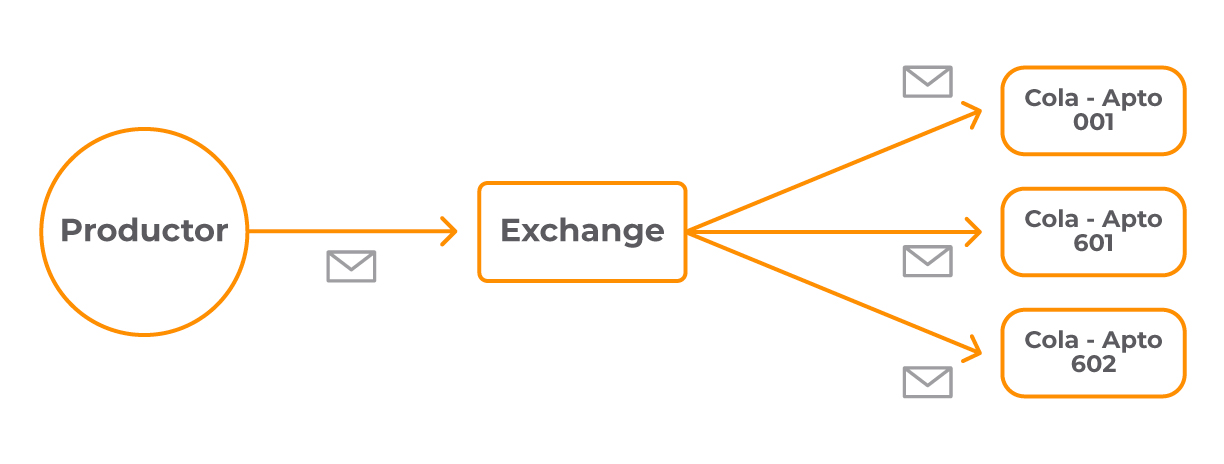 Productor
Exchange
Cola - Apto
001
Cola - Apto
601
Cola - Apto
602